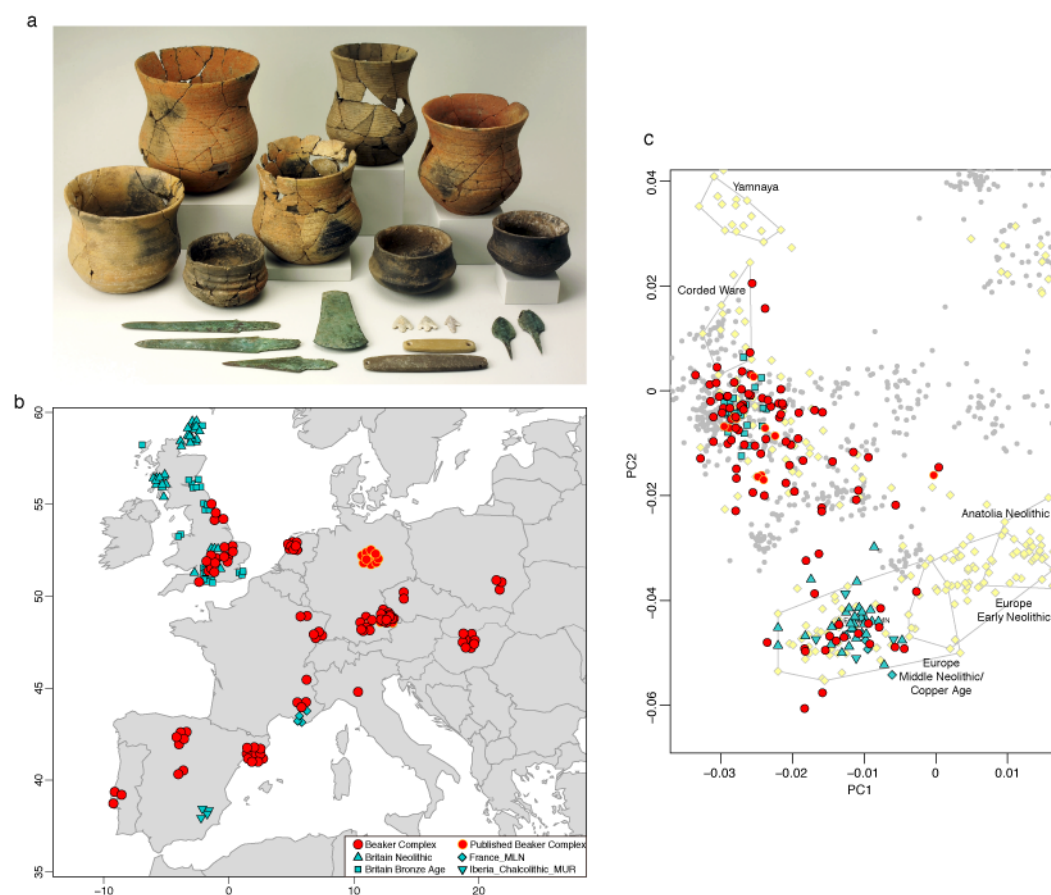 a
b
60
55
50
45
40
35
−10
0
10
20
Beaker Complex
Published Beaker Complex
Britain Neolithic
France_MLN
Britain Bronze Age
Iberia_Chalcolithic_MUR
c
0.04
0.02
0
−0.02
−0.04
−0.06
PC2
Yamnaya
Corded Ware
Anatolia Neolithic
Europe
Early Neolithic
Europe
Middle Neolithic/
Copper Age
−0.03
−0.02
−0.01
0
0.01
PC1